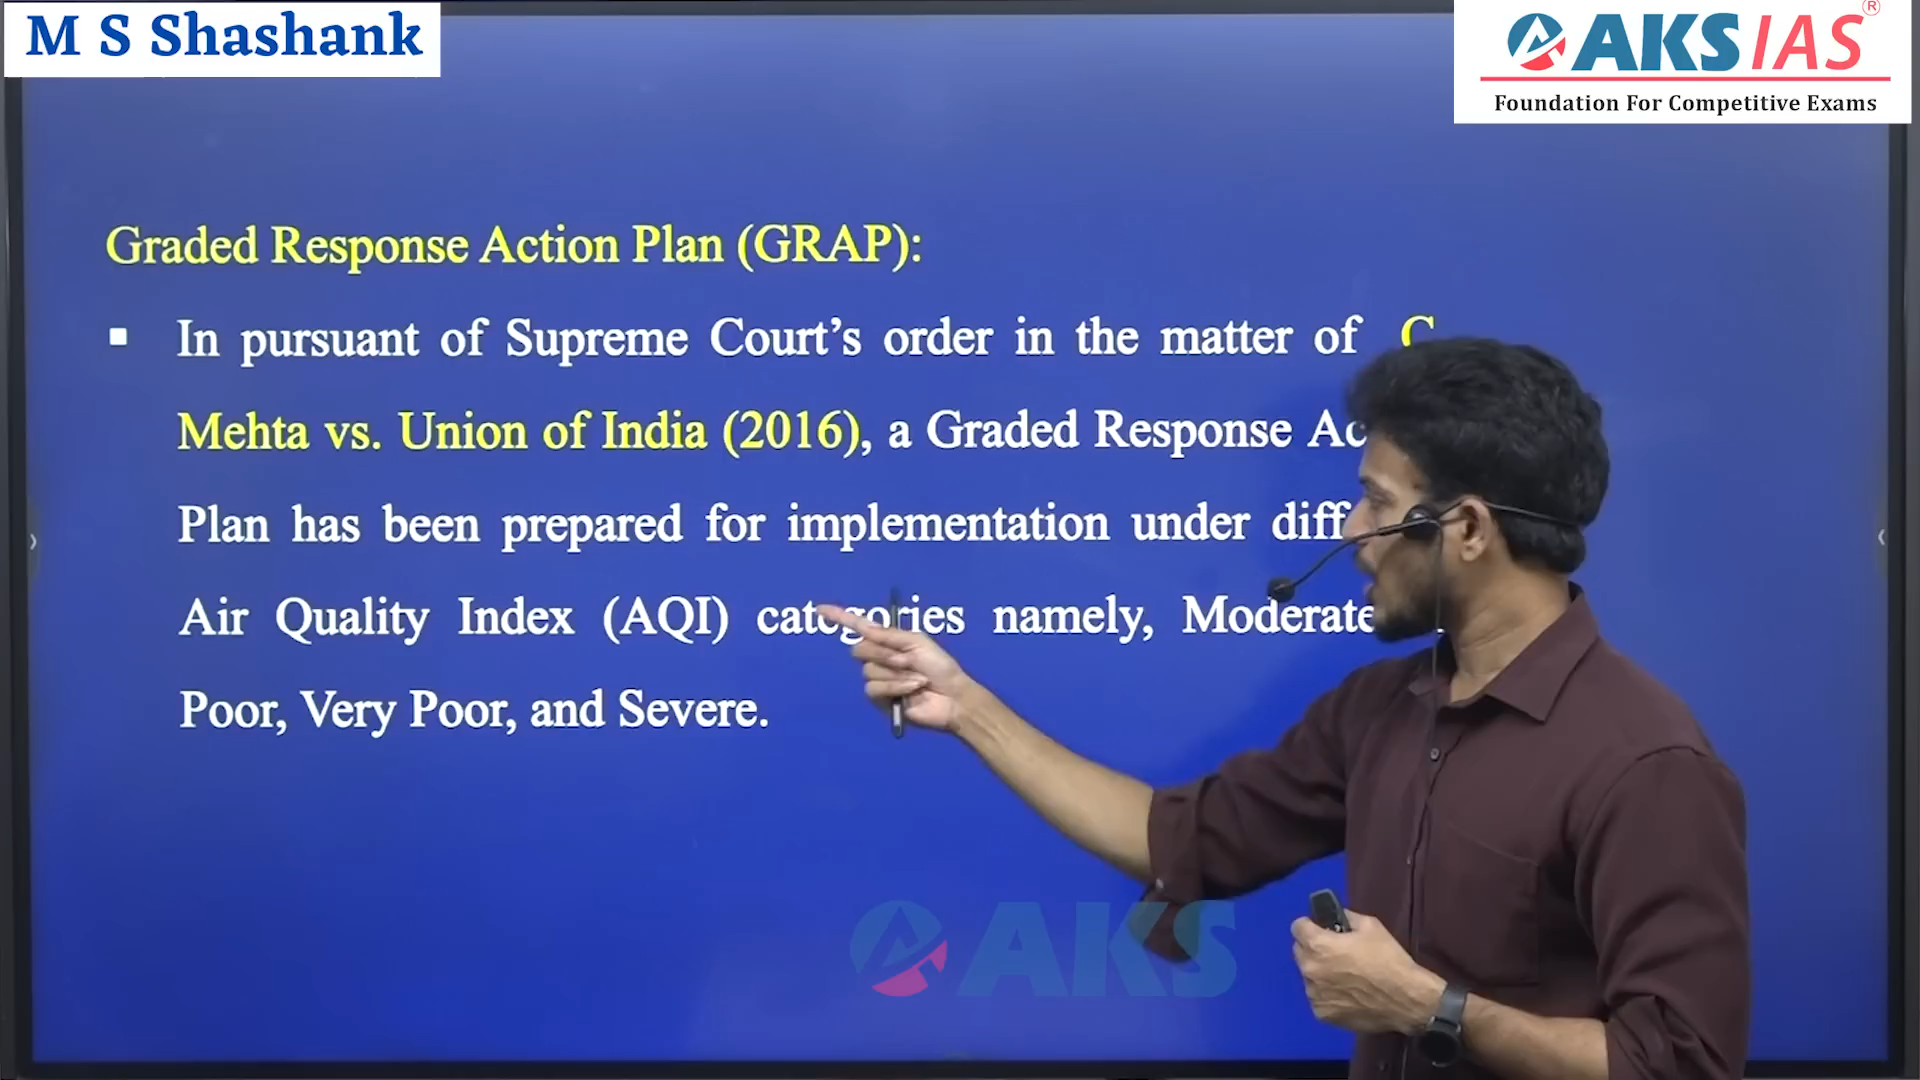 M S Shashank
AKS IAS ®
Foundation For Competitive Exams
Graded Response Action Plan (GRAP):
▪ In pursuant of Supreme Court's order in the matter of C
Mehta vs. Union of India (2016), a Graded Response Ac
Plan has been prepared for implementation under diff
Air Quality Index (AQI) categories namely, Moderate
Poor, Very Poor, and Severe.
AKS